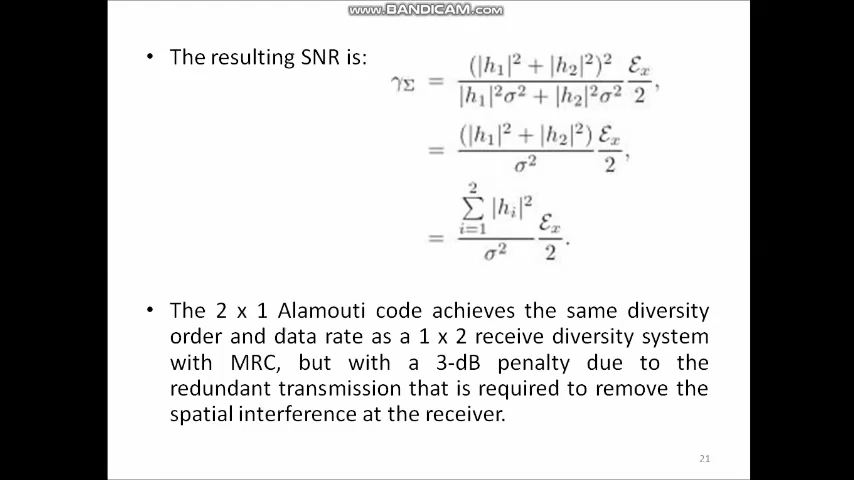 WWW.BANDICAM.COM
• The resulting SNR is:
γΣ = (|h₁|² + |h₂|²)² / (|h₁|²σ² + |h₂|²σ²) ℰₓ/2,
= (|h₁|² + |h₂|²) / σ² ℰₓ/2,
= ∑_{i=1}^{2} |hᵢ|² / σ² ℰₓ/2.
• The 2 x 1 Alamouti code achieves the same diversity
order and data rate as a 1 x 2 receive diversity system
with MRC, but with a 3-dB penalty due to the
redundant transmission that is required to remove the
spatial interference at the receiver.
21